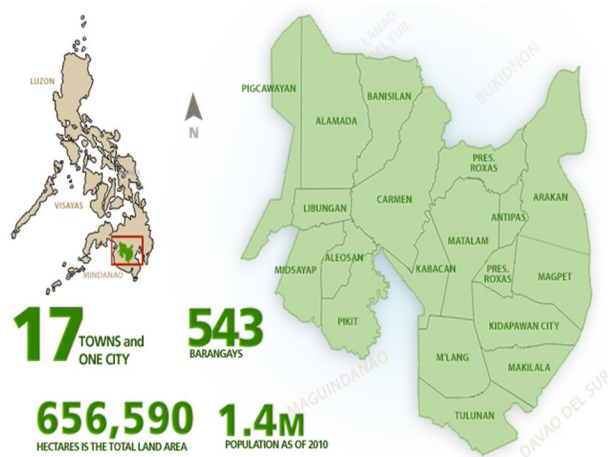 LUZON
VISAYAS
MINDANAO
N
LANAO
DEL SUR
BUKIDNON
PIGCAWAYAN
BANISILAN
ALAMADA
PRES.
ROXAS
ARAKAN
CARMEN
LIBUNGAN
ANTIPAS
MATALAM
ALEOSAN
MIDSAYAP
KABACAN
PRES.
ROXAS
MAGPET
PIKIT
KIDAPAWAN CITY
M'LANG
MAKILALA
TULUNAN
MAGUINDANAO
DAVAO DEL SUR
17 TOWNS and
ONE CITY
543
BARANGAYS
656,590
HECTARES IS THE TOTAL LAND AREA
1.4M
POPULATION AS OF 2010